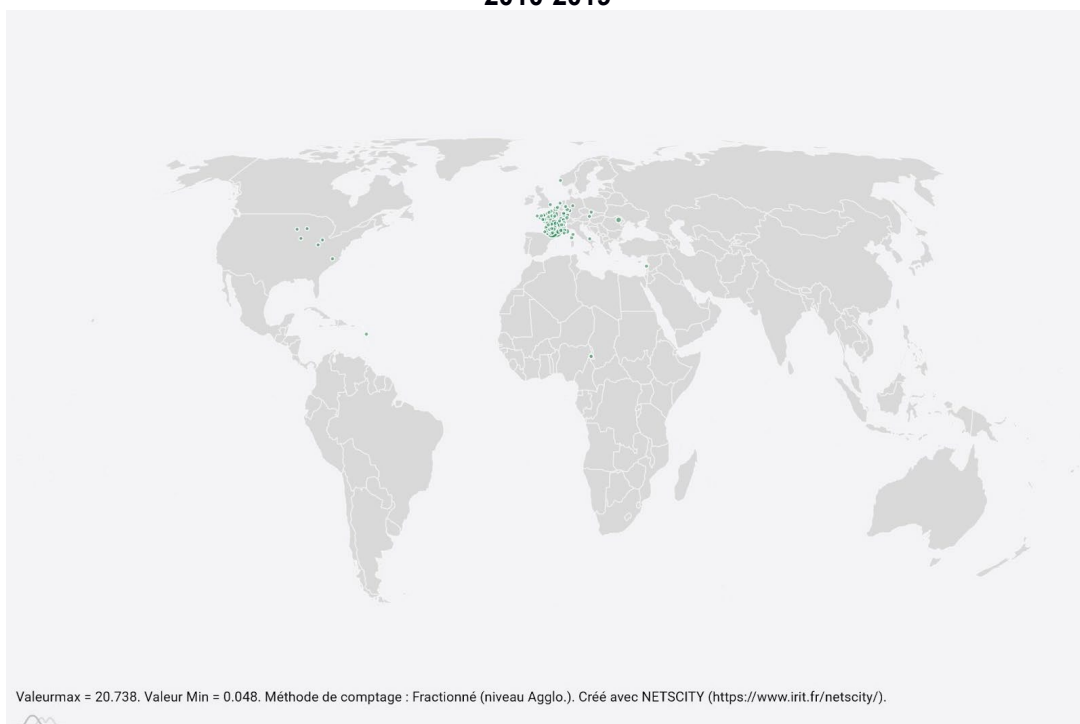 Valeurmax = 20.738. Valeur Min = 0.048. Méthode de comptage : Fractionné (niveau Agglo.). Créé avec NETSCITY (https://www.irit.fr/netscity/).